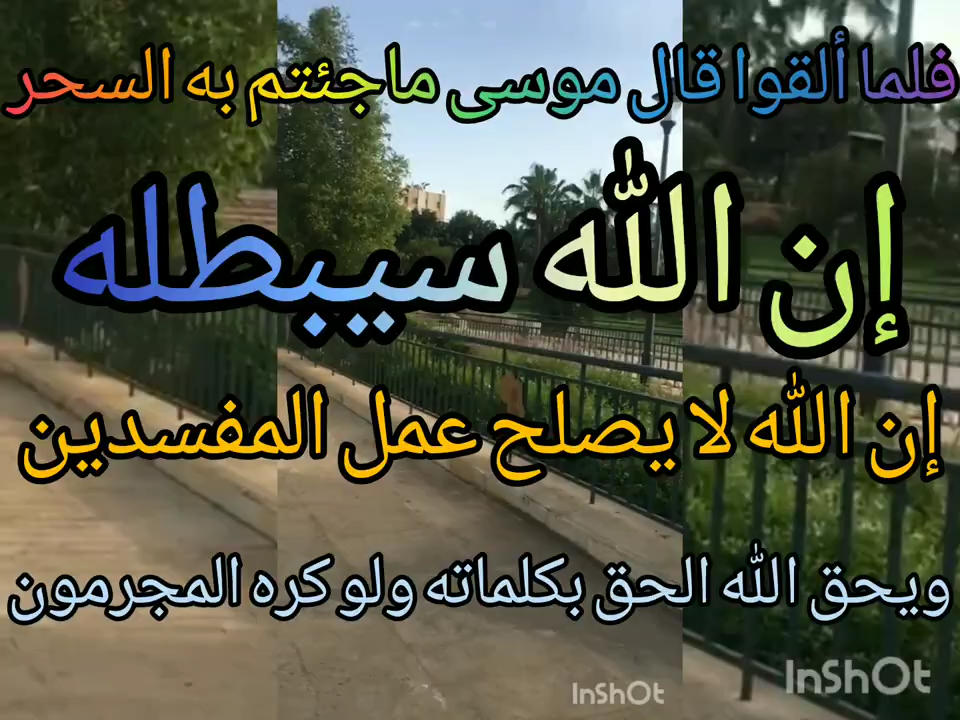 فلما ألقوا قال موسى ماجئتم به السحر
إن الله سيبطله
إن الله لا يصلح عمل المفسدين
ويحق الله الحق بكلماته ولو كره المجرمون
InShOt
InShOt